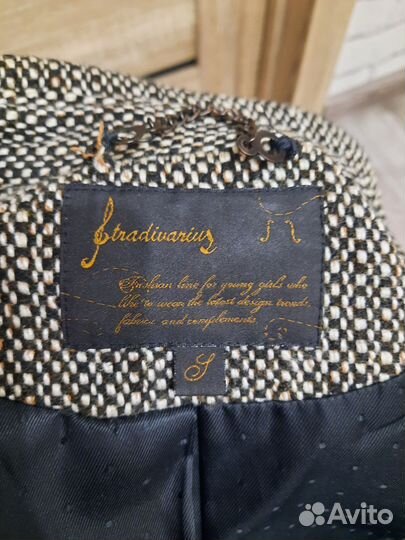 Stradivarius
Fashion line for young girls who
like to wear the latest design trends,
fabrics and complements.
S
Avito